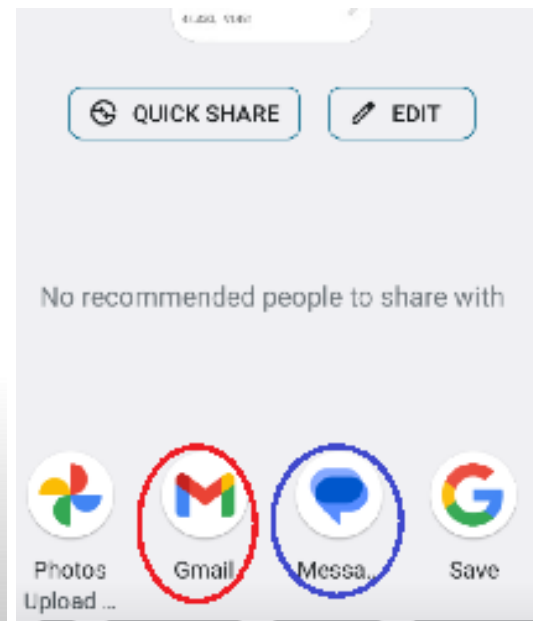 QUICK SHARE
EDIT
No recommended people to share with
Photos
Upload ...
Gmail
Messa...
Save